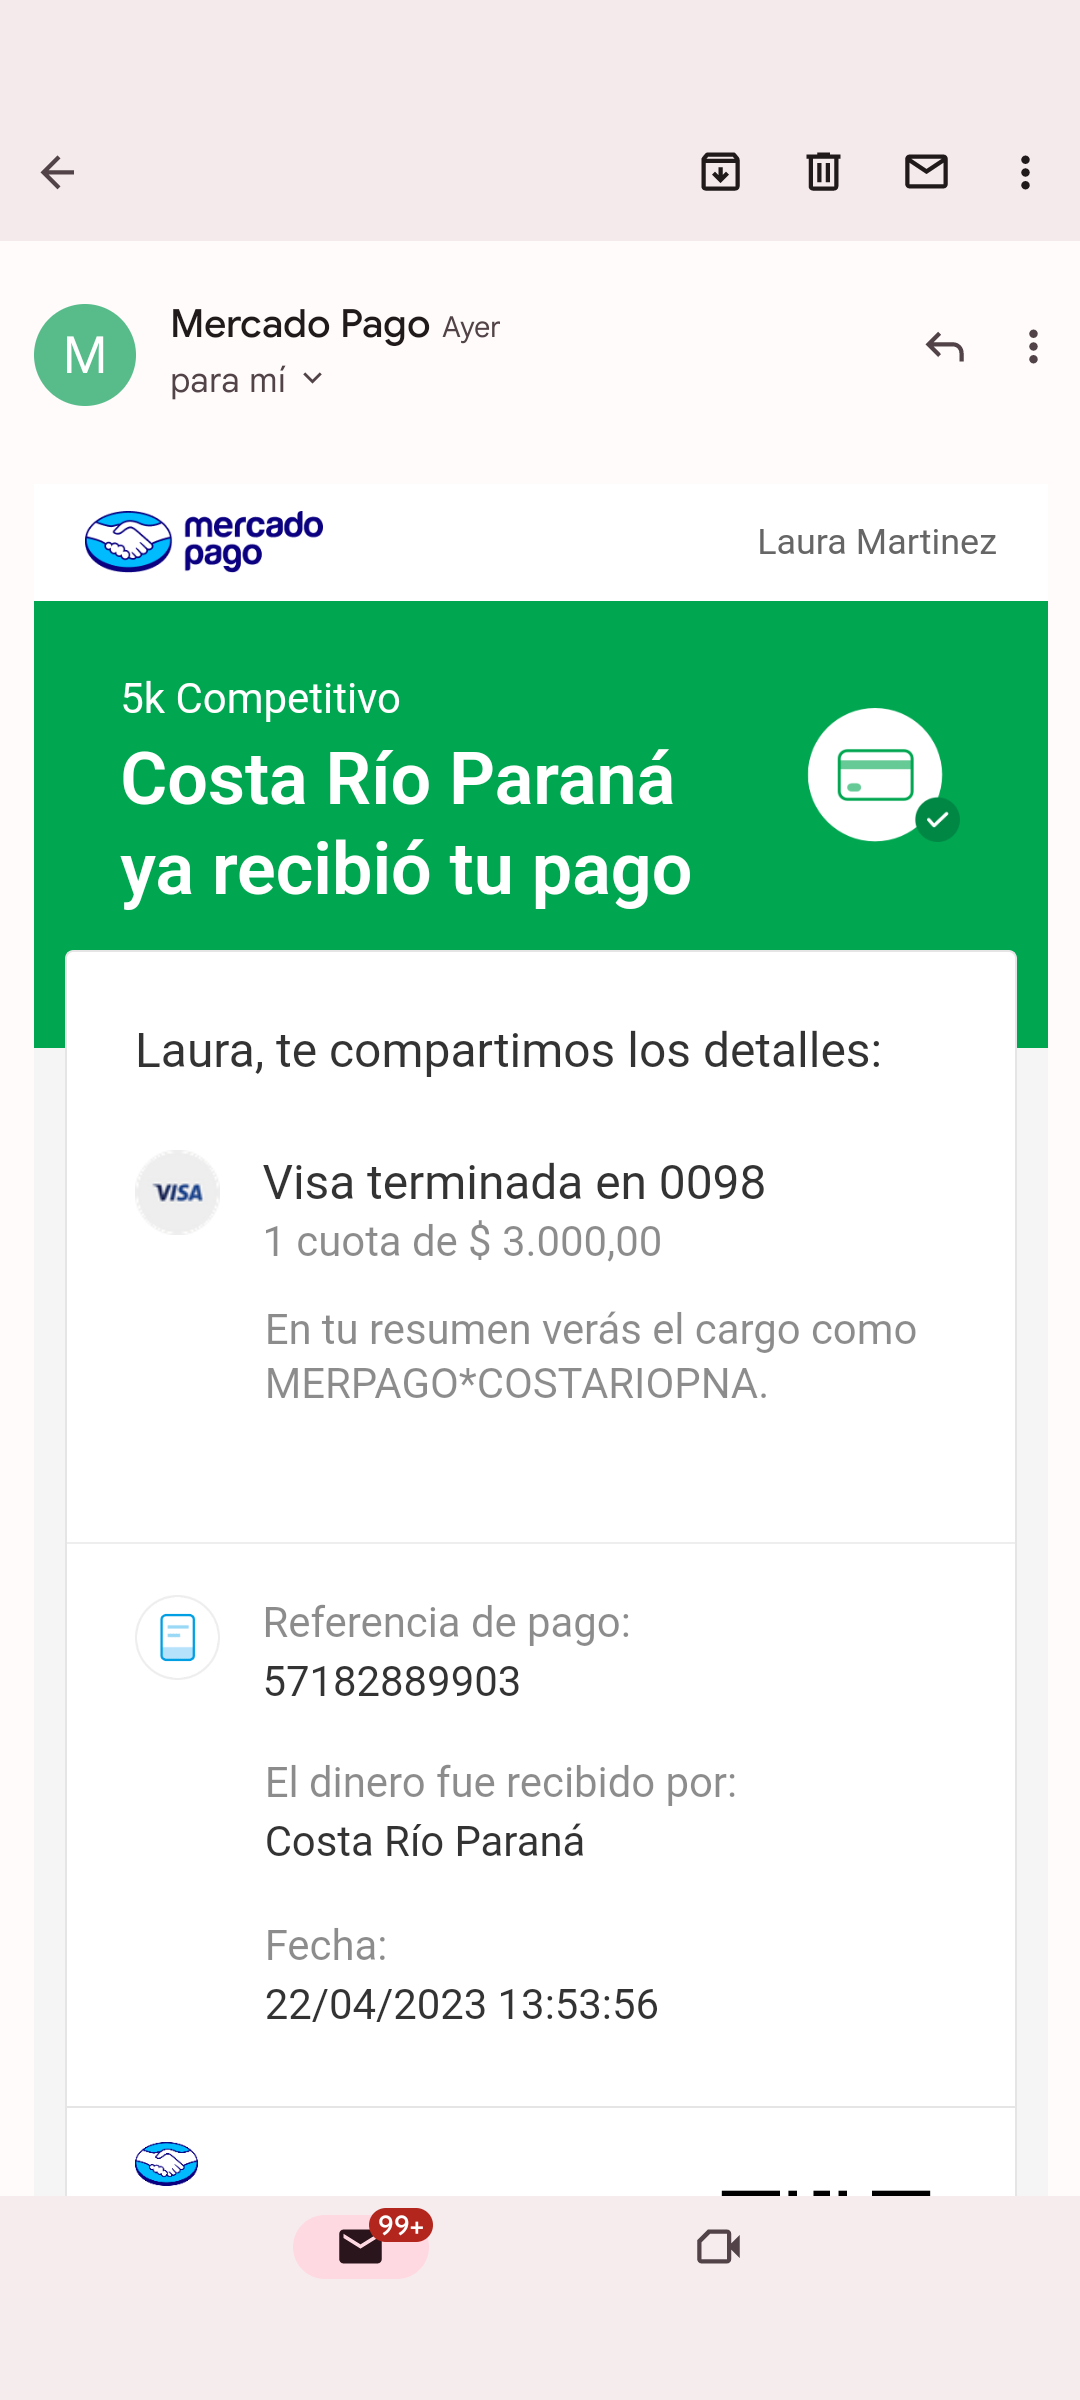 Mercado Pago Ayer
para mí
M
mercado
pago
Laura Martinez
5k Competitivo
Costa Río Paraná
ya recibió tu pago
Laura, te compartimos los detalles:
VISA
Visa terminada en 0098
1 cuota de $ 3.000,00
En tu resumen verás el cargo como
MERPAGO*COSTARIOPNA.
Referencia de pago:
57182889903
El dinero fue recibido por:
Costa Río Paraná
Fecha:
22/04/2023 13:53:56
99+